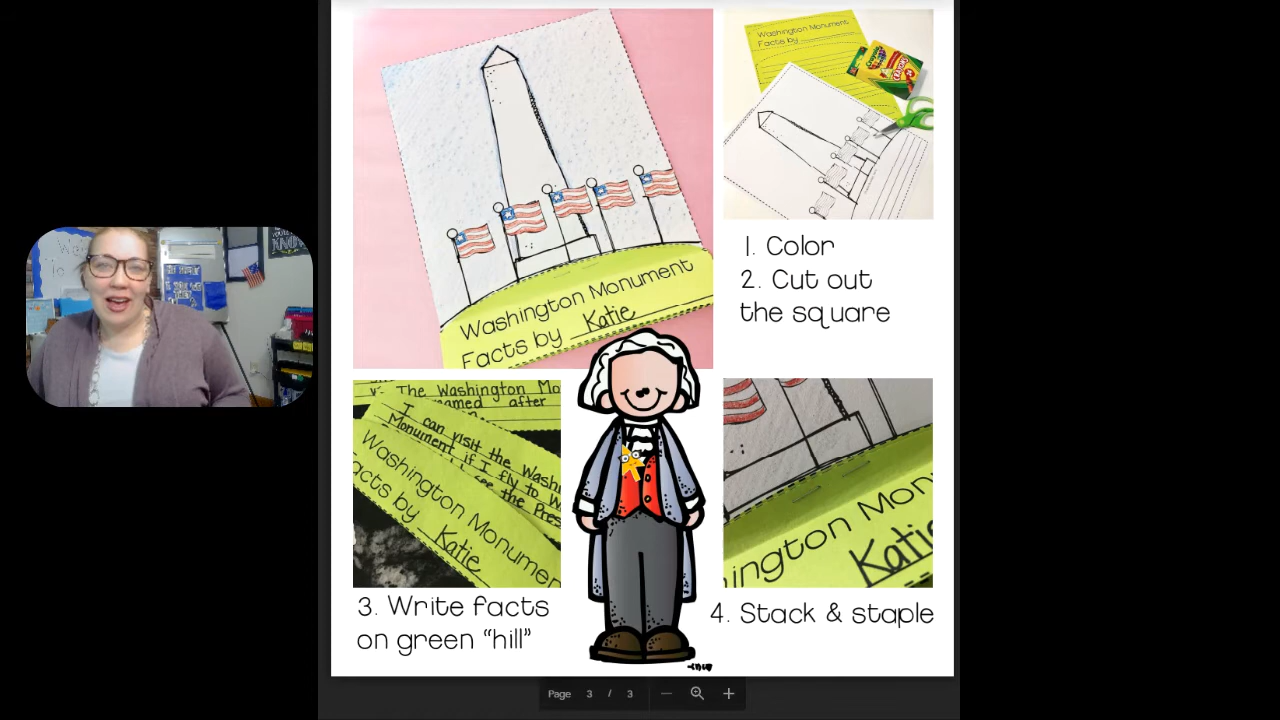 Washington Monument
Facts by Katie
Washington Monument
Facts by
Crayola
CRAYONS
1. Color
2. Cut out
the square
The Washington Mo
named after
I can visit the Wash
Monument if I fly to W
see the Pres
Washington Monumen
acts by Katie
3. Write facts
on green "hill"
ington Mon
Katie
4. Stack & staple
Page 3 / 3